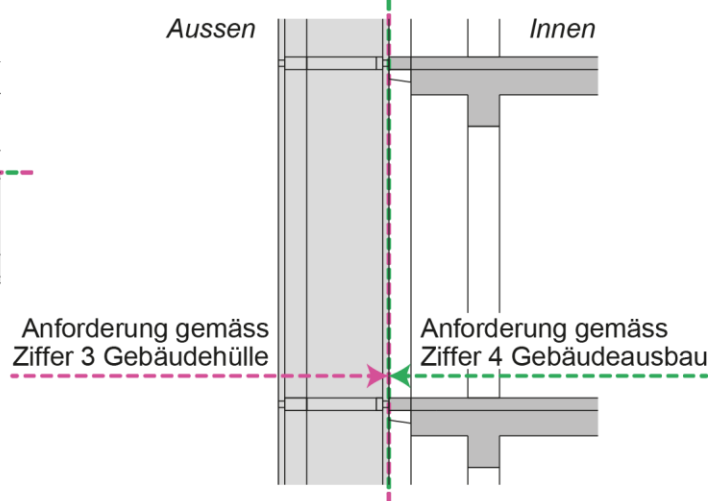 Aussen
Innen
Anforderung gemäss
Ziffer 3 Gebäudehülle
Anforderung gemäss
Ziffer 4 Gebäudeausbau